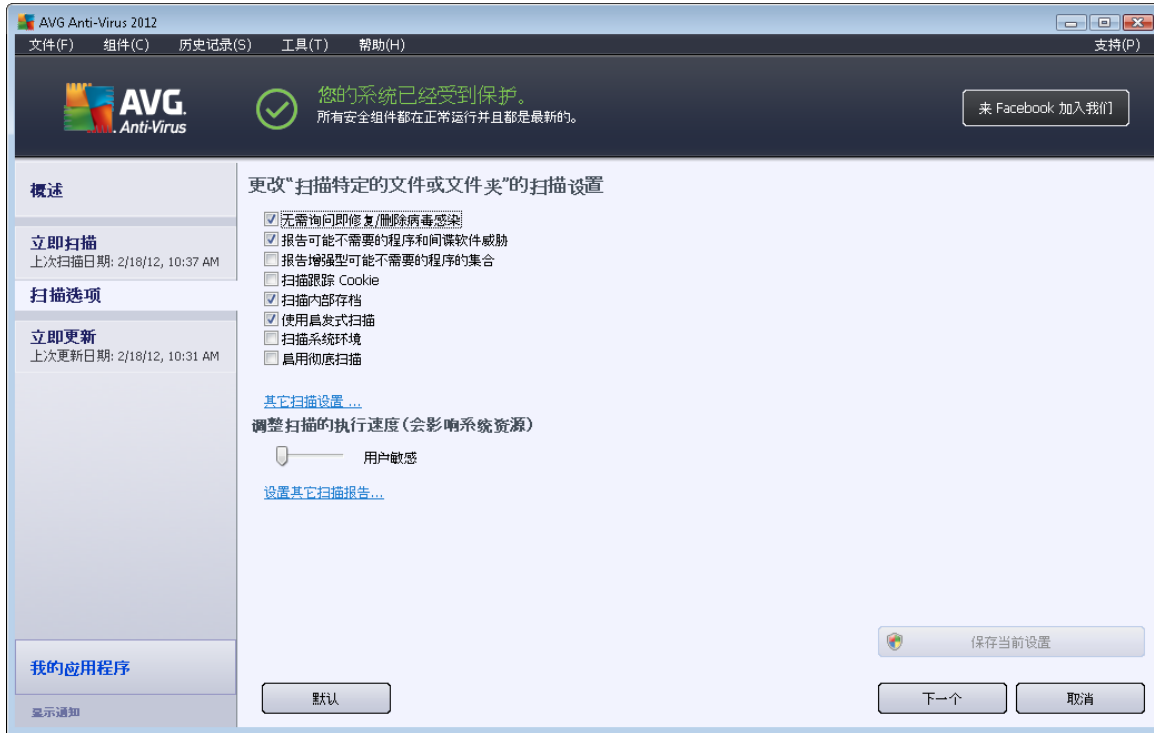 AVG Anti-Virus 2012
文件(F) 组件(C) 历史记录(S) 工具(T) 帮助(H) 支持(P)
AVG.
Anti-Virus
您的系统已经受到保护。
所有安全组件都在正常运行并且都是最新的。
来 Facebook 加入我们
概述
立即扫描
上次扫描日期: 2/18/12, 10:37 AM
扫描选项
立即更新
上次更新日期: 2/18/12, 10:31 AM
我的应用程序
显示通知
更改“扫描特定的文件或文件夹”的扫描设置
无需询问即修复/删除病毒感染
报告可能不需要的程序和间谍软件威胁
报告增强型可能不需要的程序的集合
扫描跟踪 Cookie
扫描内部存档
使用启发式扫描
扫描系统环境
启用彻底扫描
其它扫描设置 ...
调整扫描的执行速度(会影响系统资源)
用户敏感
设置其它扫描报告...
保存当前设置
默认
下一个
取消